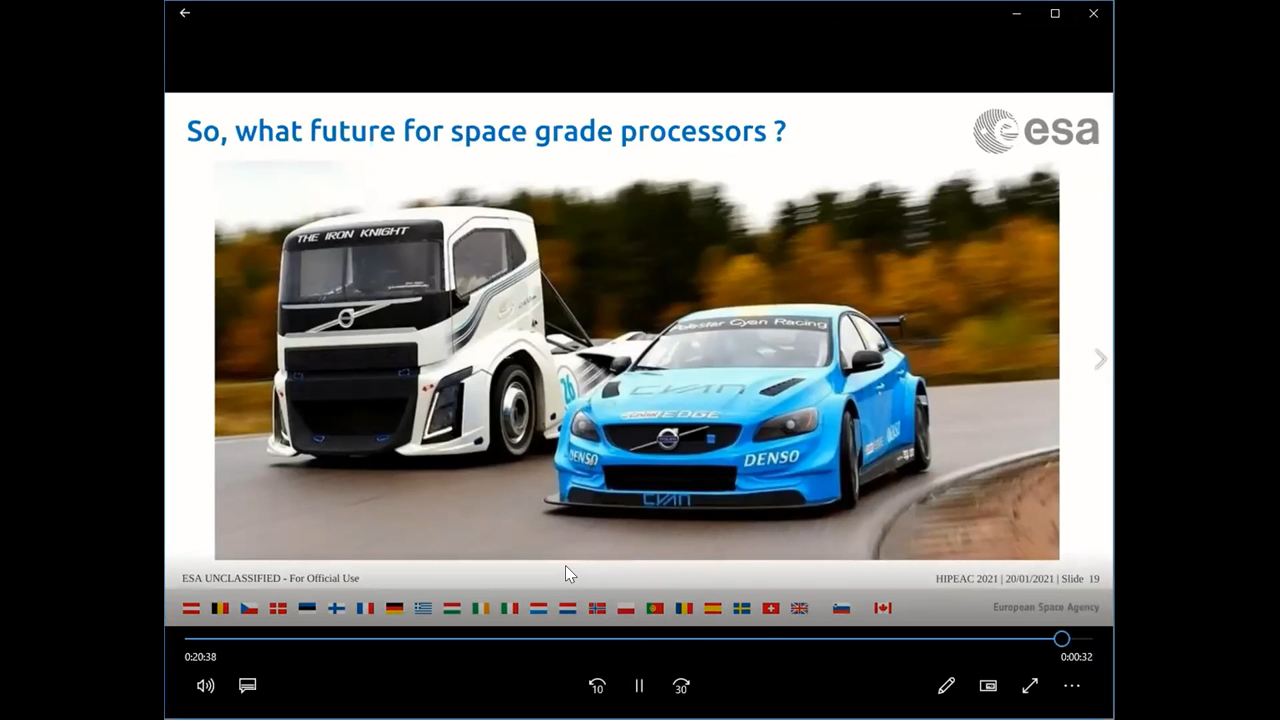 So, what future for space grade processors ?
esa
THE IRON KNIGHT
Polestar Cyan Racing
CYAN
EDGE
DENSO
DENSO
CYAN
ESA UNCLASSIFIED - For Official Use
HIPEAC 2021 | 20/01/2021 | Slide 19
European Space Agency
0:20:38
0:00:32
10
30